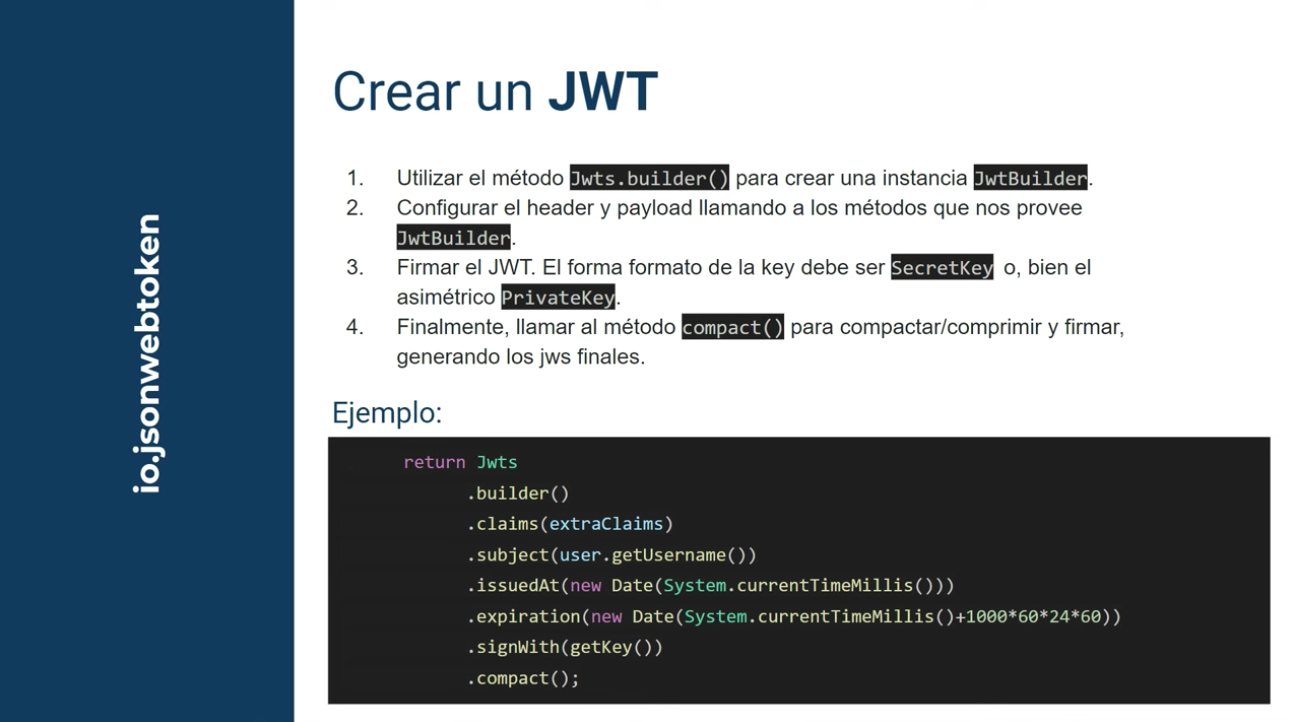 io.jsonwebtoken
Crear un JWT
1. Utilizar el método Jwts.builder() para crear una instancia JwtBuilder.
2. Configurar el header y payload llamando a los métodos que nos provee
JwtBuilder.
3. Firmar el JWT. El forma formato de la key debe ser SecretKey o, bien el
asimétrico PrivateKey.
4. Finalmente, llamar al método compact() para compactar/comprimir y firmar,
generando los jws finales.
Ejemplo:
return Jwts
.builder()
.claims(extraClaims)
.subject(user.getUsername())
.issuedAt(new Date(System.currentTimeMillis()))
.expiration(new Date(System.currentTimeMillis()+1000*60*24*60))
.signWith(getKey())
.compact();